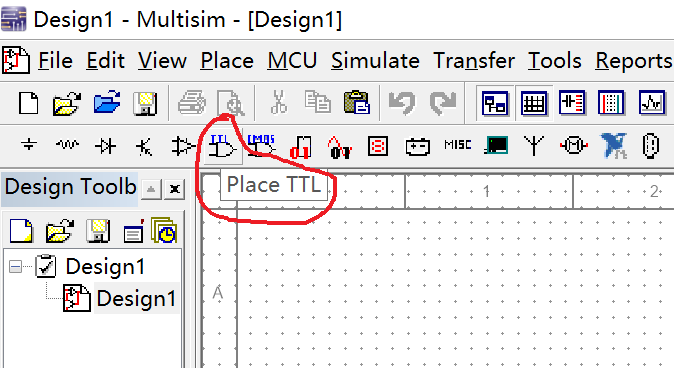 Design1 - Multisim - [Design1]
File Edit View Place MCU Simulate Transfer Tools Reports
TTL CMOS MISC
Place TTL
Design Toolb
1 2
Design1
Design1
A